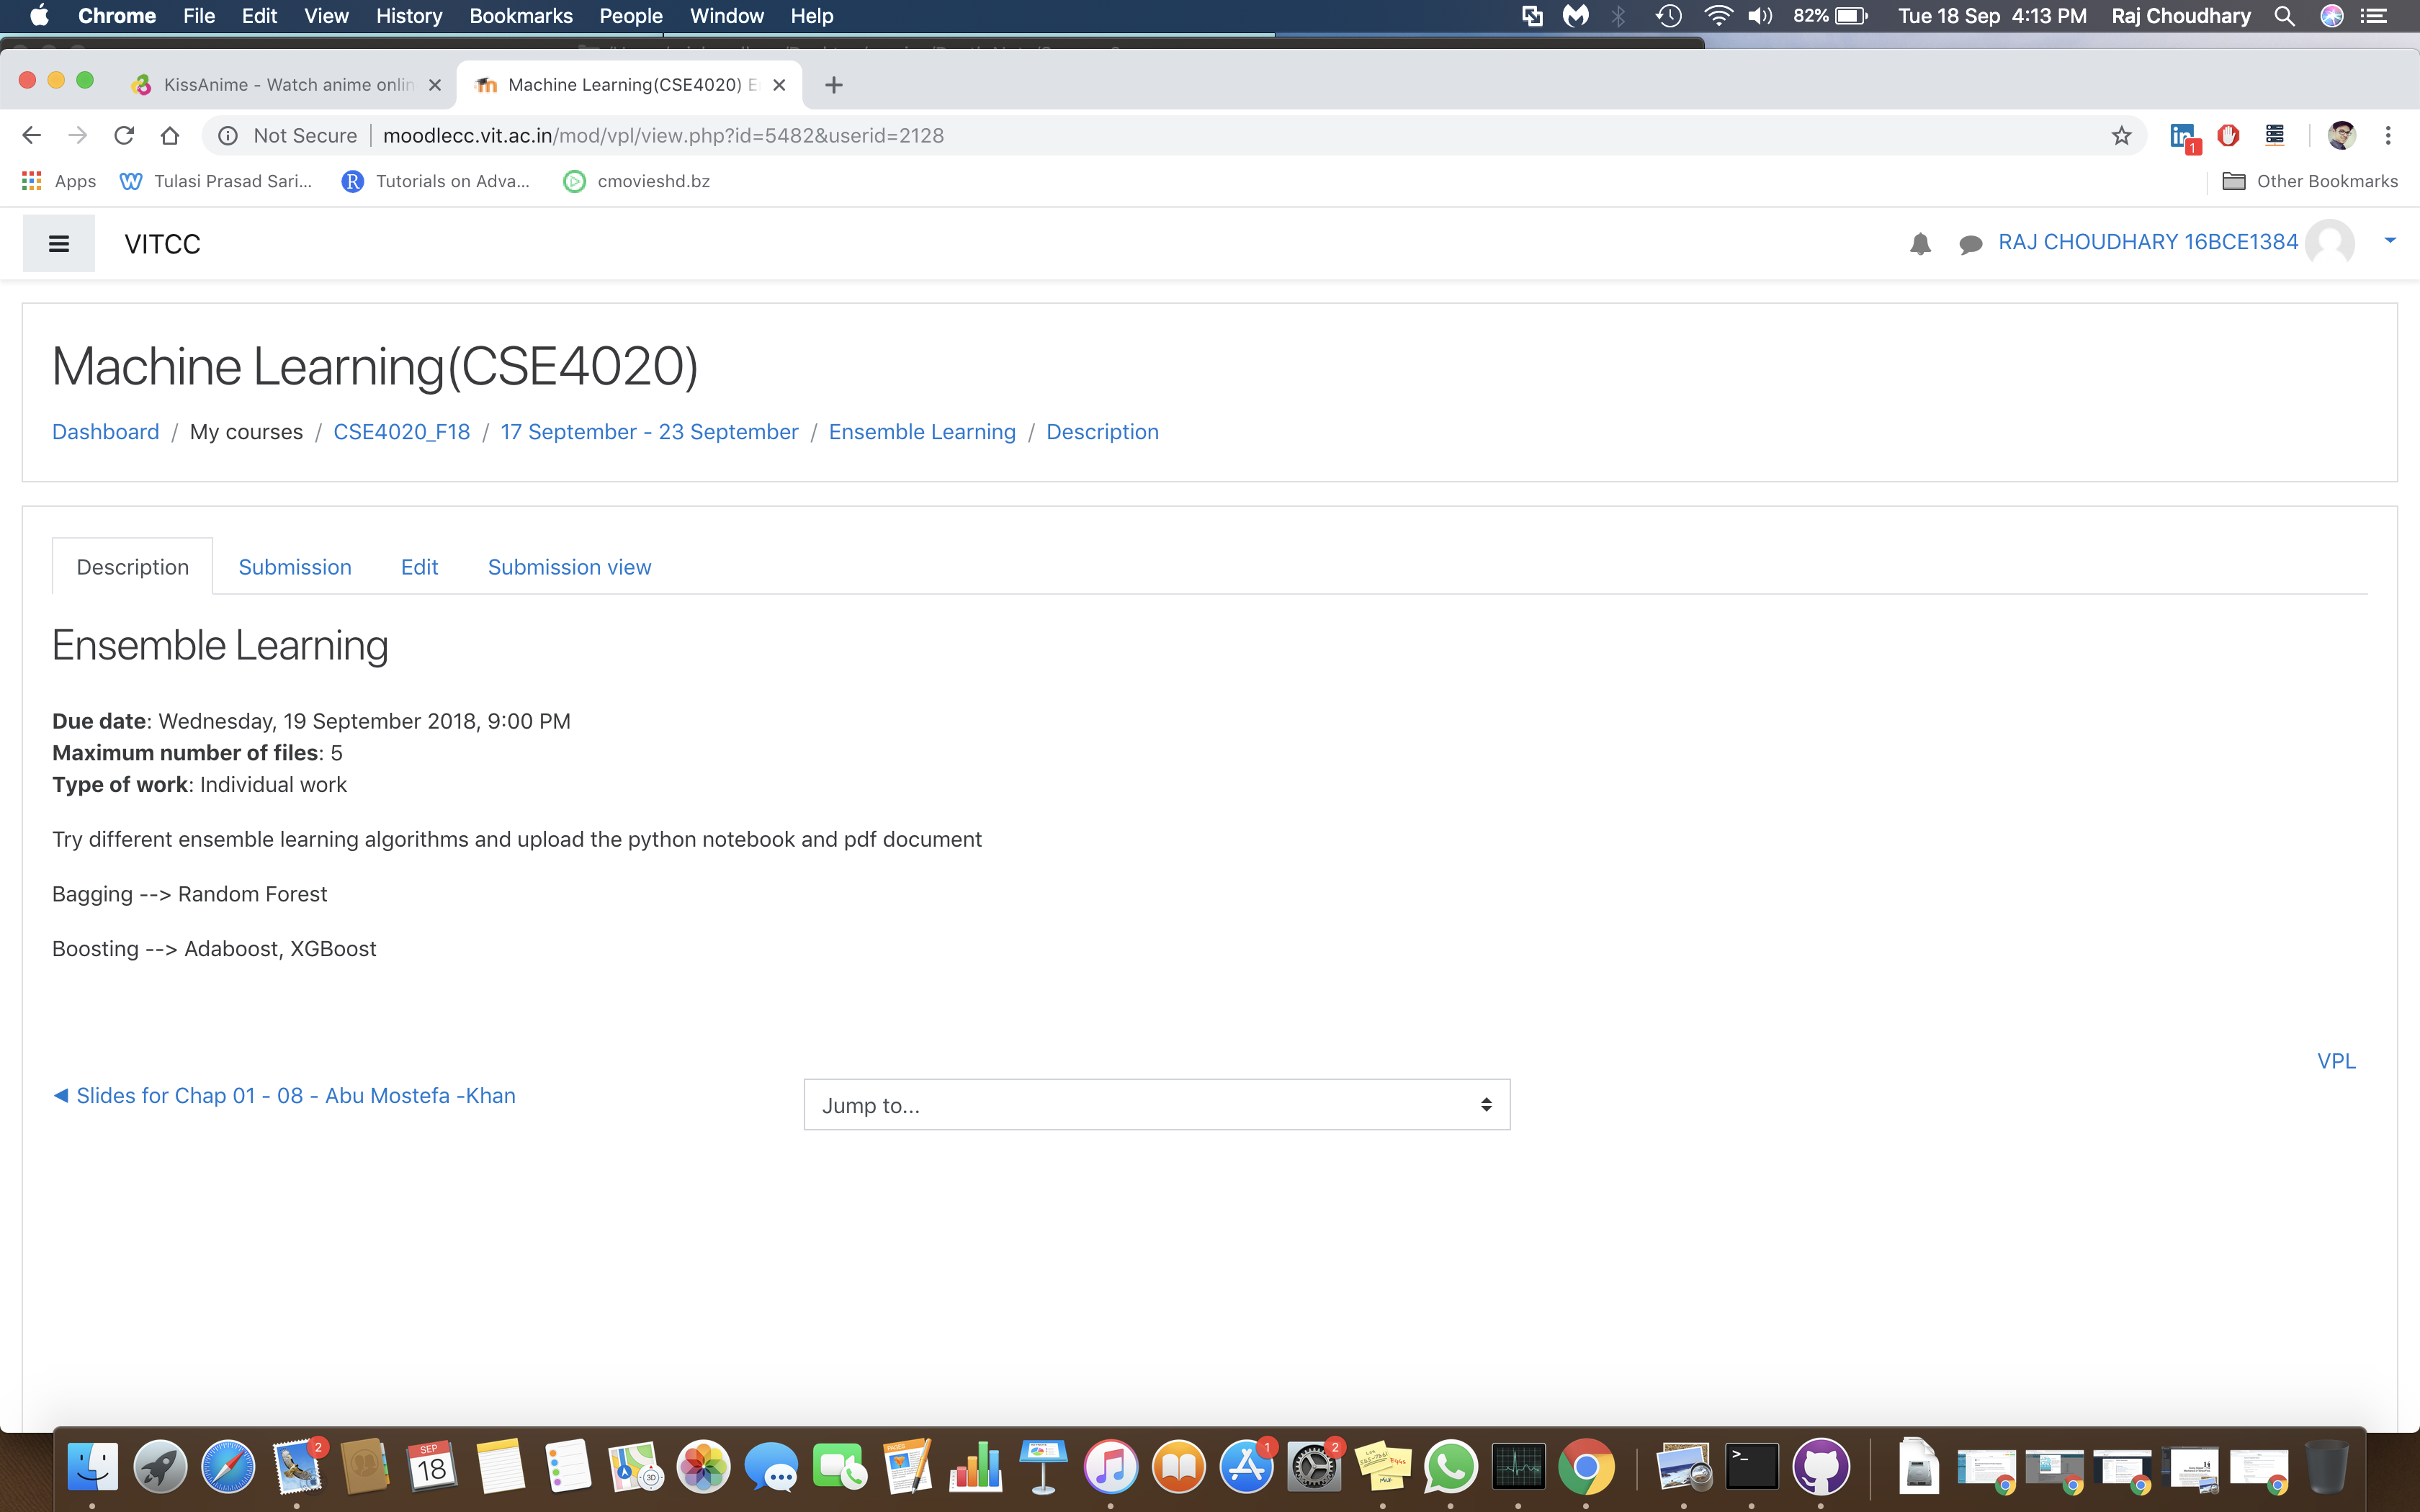 Chrome File Edit View History Bookmarks People Window Help 82% Tue 18 Sep 4:13 PM Raj Choudhary
KissAnime - Watch anime onlin Machine Learning(CSE4020) E
Not Secure moodlecc.vit.ac.in/mod/vpl/view.php?id=5482&userid=2128
1
Apps Tulasi Prasad Sari... R Tutorials on Adva... cmovieshd.bz Other Bookmarks
VITCC RAJ CHOUDHARY 16BCE1384
Machine Learning(CSE4020)
Dashboard / My courses / CSE4020_F18 / 17 September - 23 September / Ensemble Learning / Description
Description Submission Edit Submission view
Ensemble Learning
Due date: Wednesday, 19 September 2018, 9:00 PM
Maximum number of files: 5
Type of work: Individual work
Try different ensemble learning algorithms and upload the python notebook and pdf document
Bagging --> Random Forest
Boosting --> Adaboost, XGBoost
VPL
◄ Slides for Chap 01 - 08 - Abu Mostefa -Khan
Jump to...
2 SEP 18 3D PAGES 1 2 >_